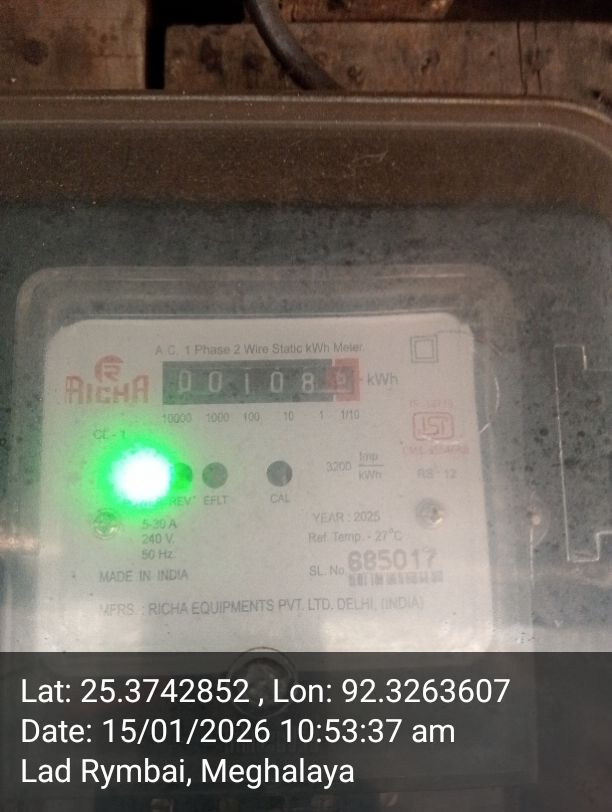 A.C. 1 Phase 2 Wire Static kWh Meter.
RICHA
00108
kWh
10000 1000 100 10 1 1/10
CL - 1
REV EFLT CAL
3200 Imp/kWh
RS : 12
ISI
5-30 A
240 V.
50 Hz.
YEAR : 2025
Ref. Temp. - 27°C
MADE IN INDIA
SL. No. 685017
MFRS. : RICHA EQUIPMENTS PVT. LTD. DELHI, (INDIA)
Lat: 25.3742852 , Lon: 92.3263607
Date: 15/01/2026 10:53:37 am
Lad Rymbai, Meghalaya